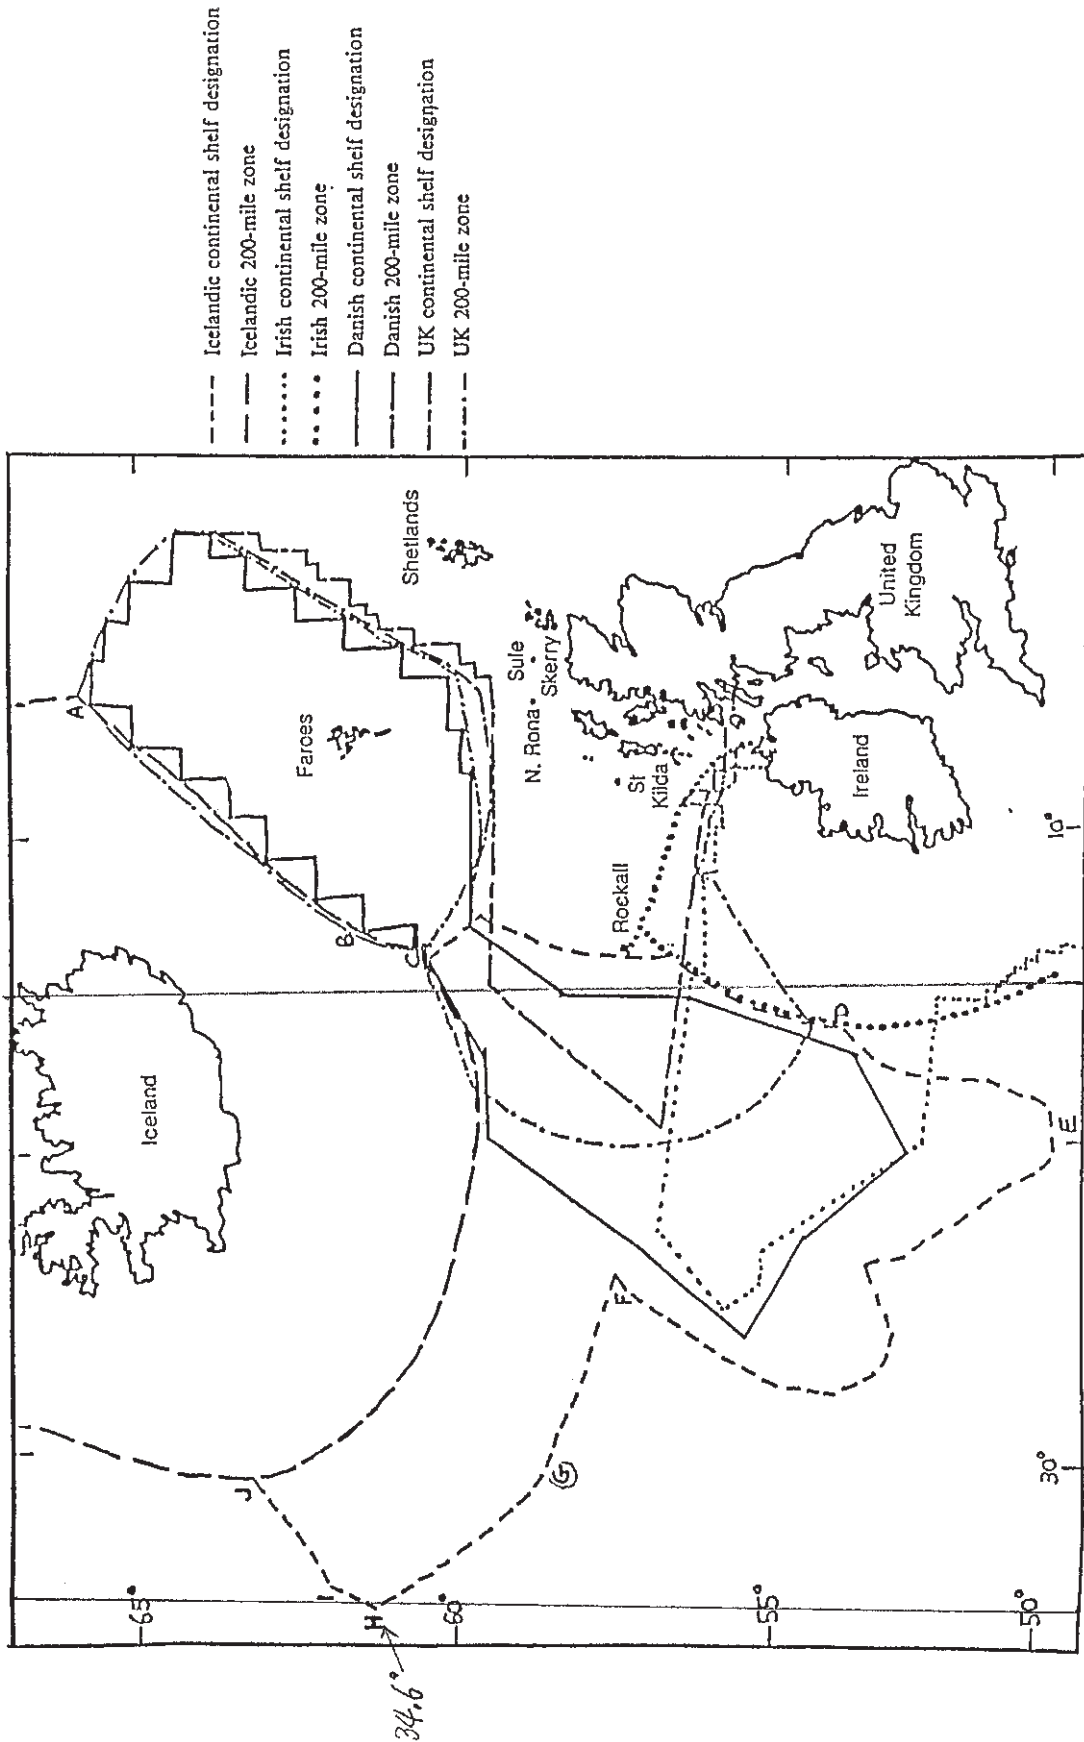 Icelandic continental shelf designation
Icelandic 200-mile zone
Irish continental shelf designation
Irish 200-mile zone
Danish continental shelf designation
Danish 200-mile zone
UK continental shelf designation
UK 200-mile zone
A
B
C
D
E
F
G
H
I
J
Iceland
Faroes
Shetlands
N. Rona
Sule
Skerry
St
Kilda
Rockall
Ireland
United
Kingdom
65°
60°
55°
50°
10°
30°
34.6°